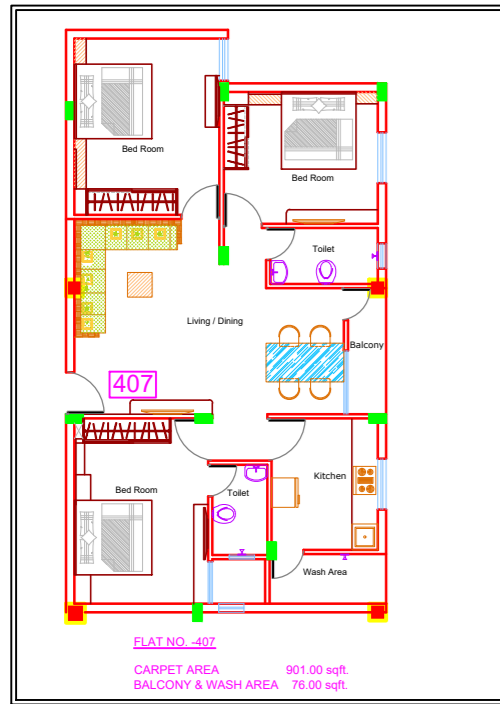 Bed Room
Bed Room
Toilet
Living / Dining
Balcony
407
Kitchen
Bed Room
Toilet
Wash Area
FLAT NO. -407
CARPET AREA 901.00 sqft.
BALCONY & WASH AREA 76.00 sqft.